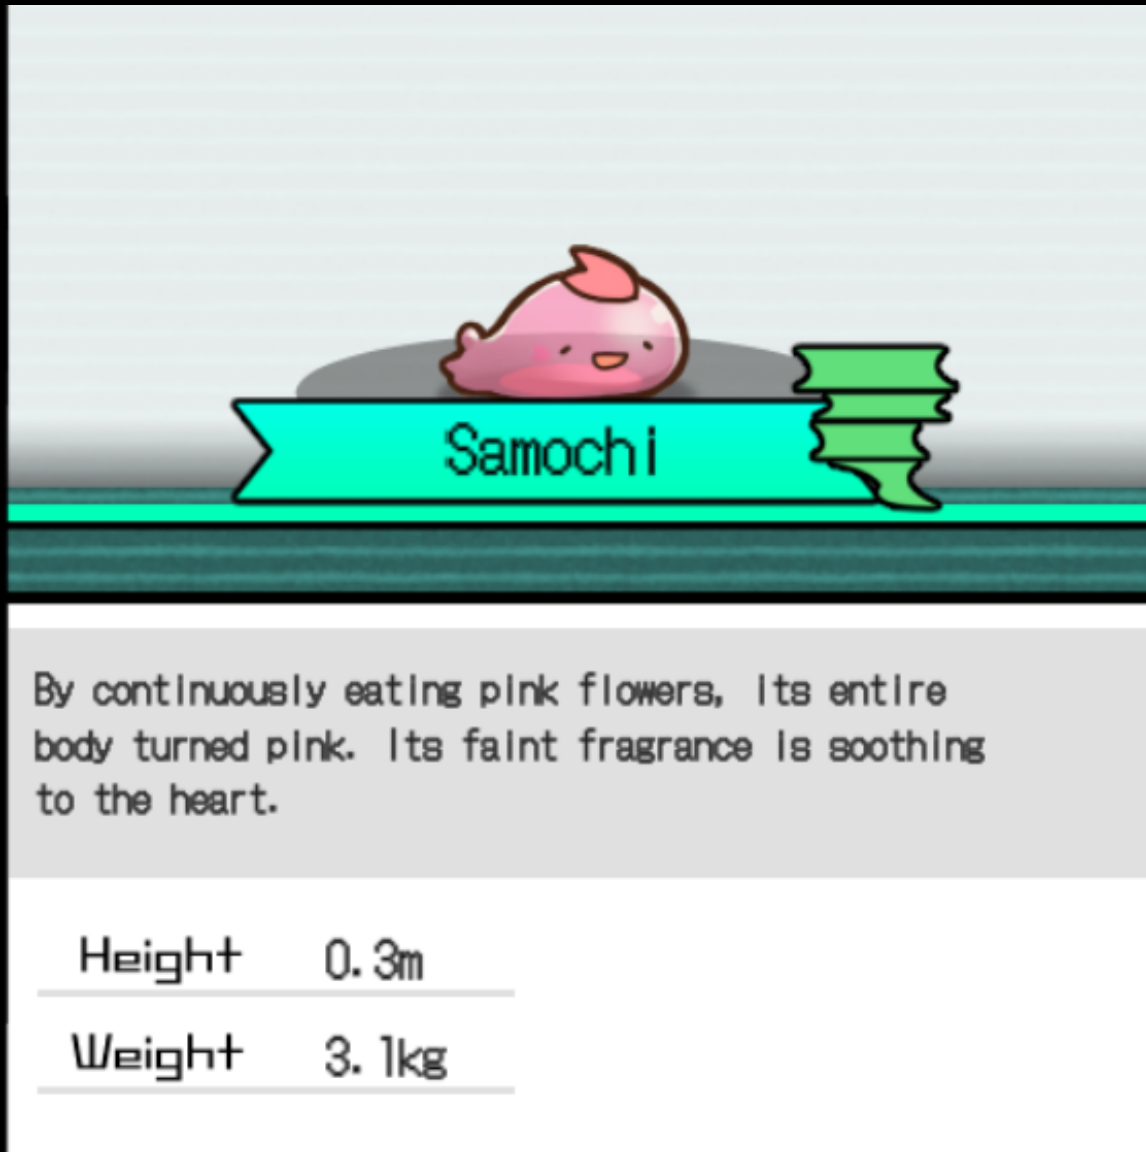 Samochi
By continuously eating pink flowers, its entire
body turned pink. Its faint fragrance is soothing
to the heart.
Height 0.3m
Weight 3.1kg